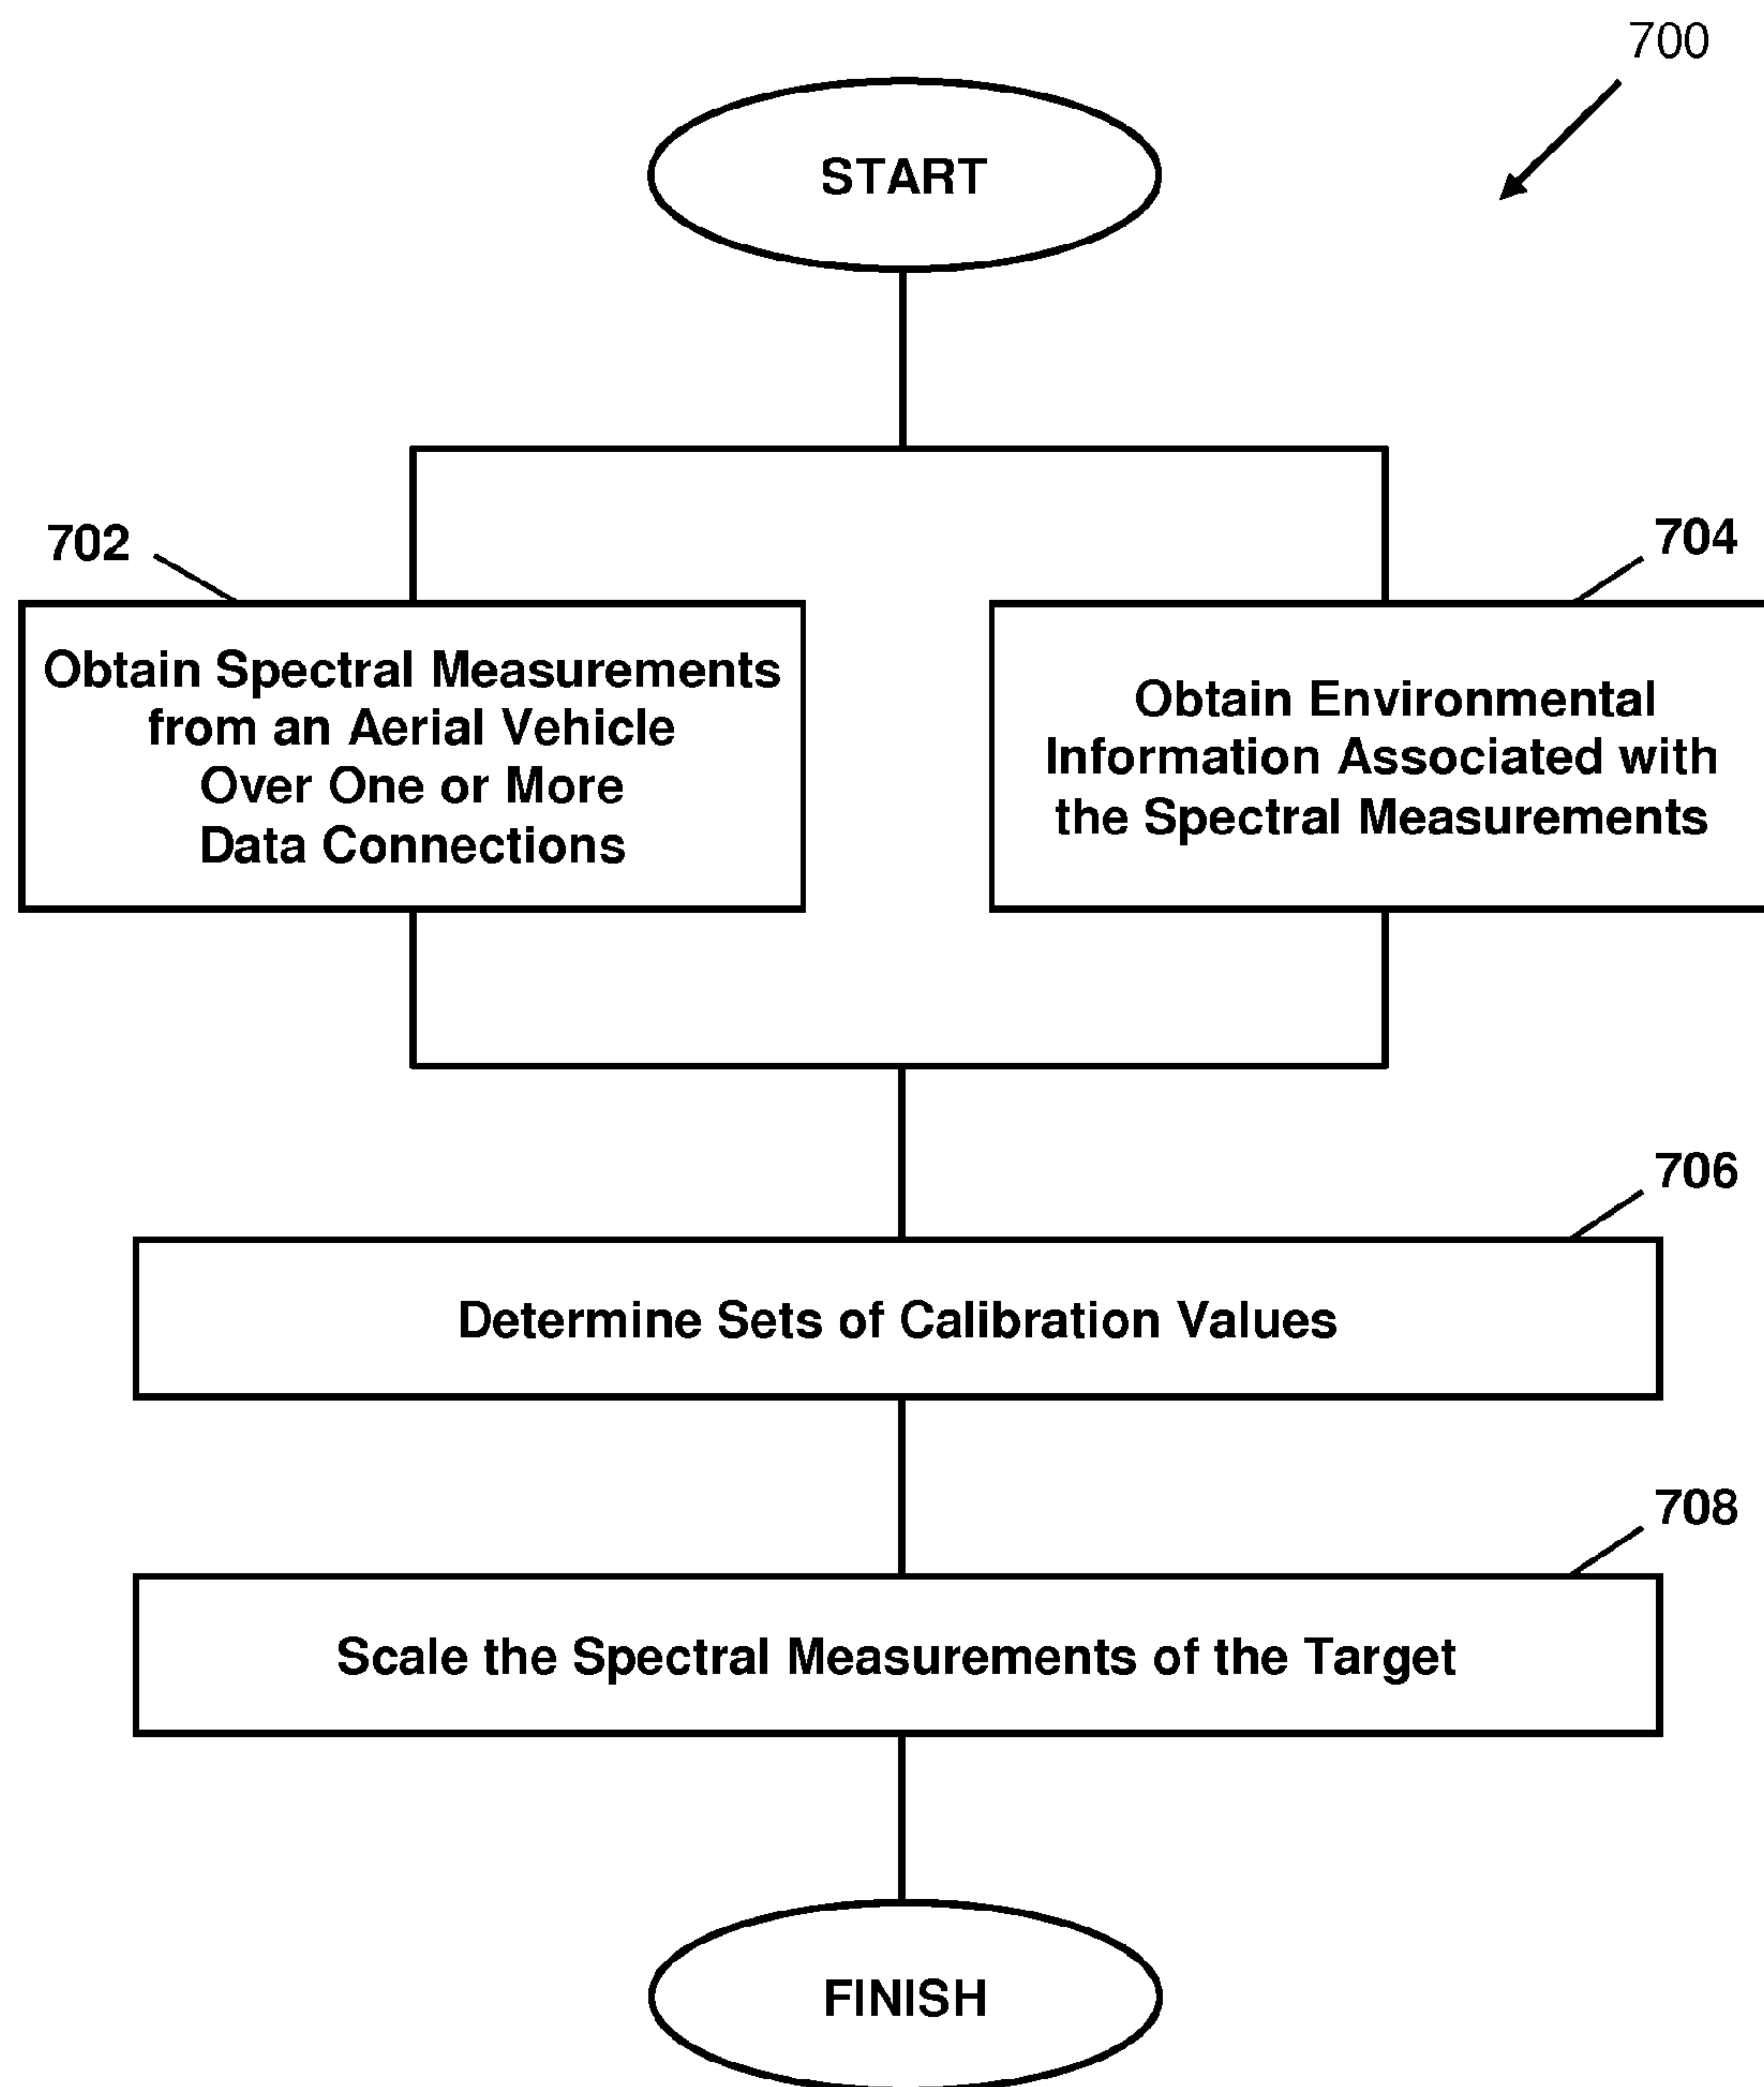 700
START
702
704
Obtain Spectral Measurements
from an Aerial Vehicle
Over One or More
Data Connections
Obtain Environmental
Information Associated with
the Spectral Measurements
706
Determine Sets of Calibration Values
708
Scale the Spectral Measurements of the Target
FINISH